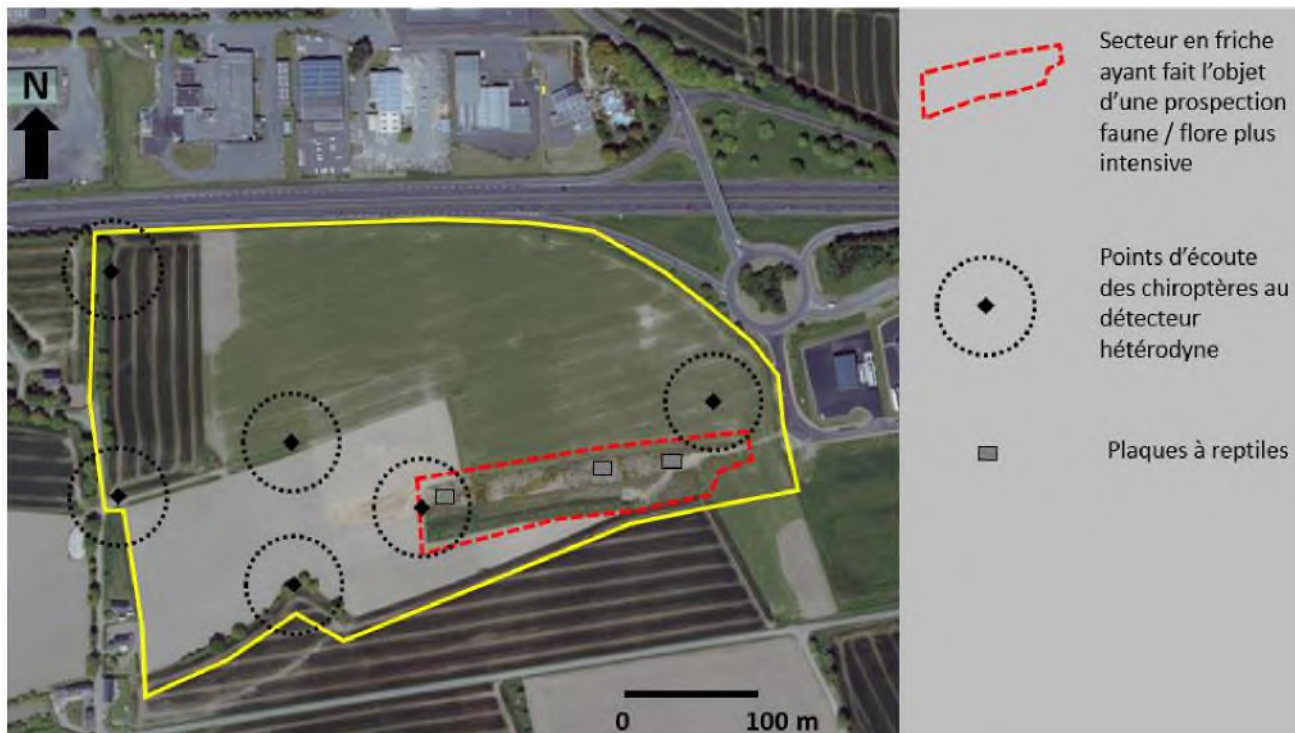 N
0
100 m
Secteur en friche
ayant fait l'objet
d'une prospection
faune / flore plus
intensive
Points d'écoute
des chiroptères au
détecteur
hétérodyne
Plaques à reptiles